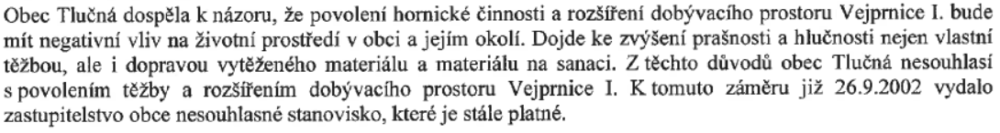 Obec Tlučná dospěla k názoru, že povolení hornické činnosti a rozšíření dobývacího prostoru Vejprnice I. bude
mít negativní vliv na životní prostředí v obci a jejím okolí. Dojde ke zvýšení prašnosti a hlučnosti nejen vlastní
těžbou, ale i dopravou vytěženého materiálu a materiálu na sanaci. Z těchto důvodů obec Tlučná nesouhlasí
s povolením těžby a rozšířením dobývacího prostoru Vejprnice I. K tomuto záměru již 26.9.2002 vydalo
zastupitelstvo obce nesouhlasné stanovisko, které je stále platné.